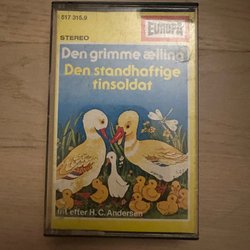 517 315.9
EUROPA
STEREO
Den grimme ælling
Den standhaftige
tinsoldat
efter H. C. Andersen